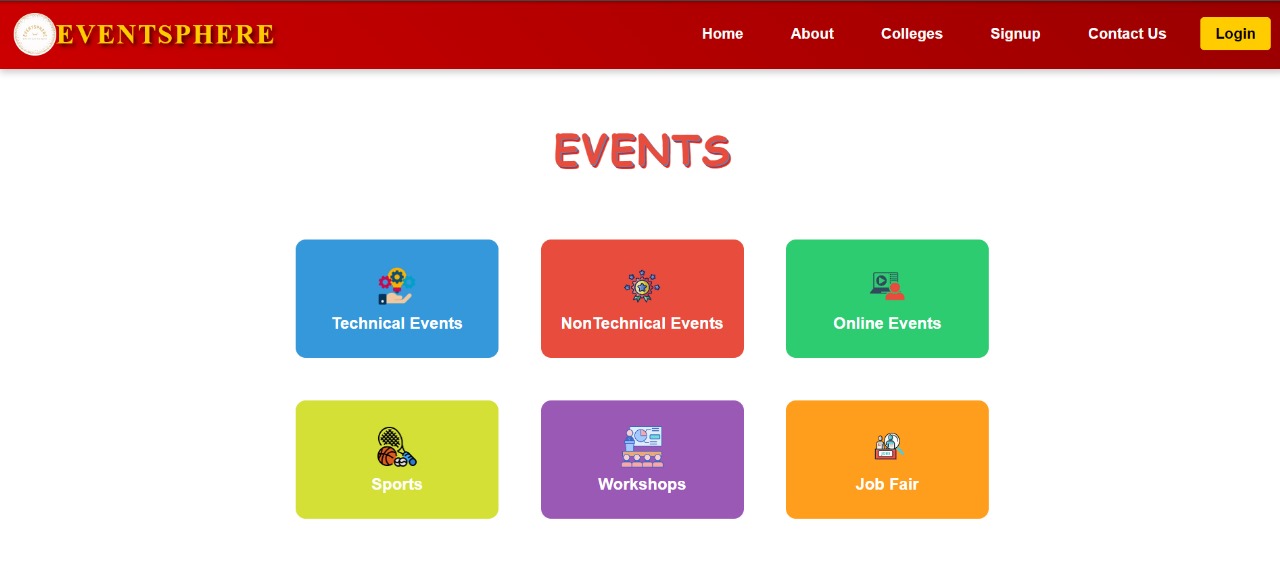 EVENTSPHERE
Home About Colleges Signup Contact Us Login
EVENTS
Technical Events NonTechnical Events Online Events
Sports Workshops Job Fair